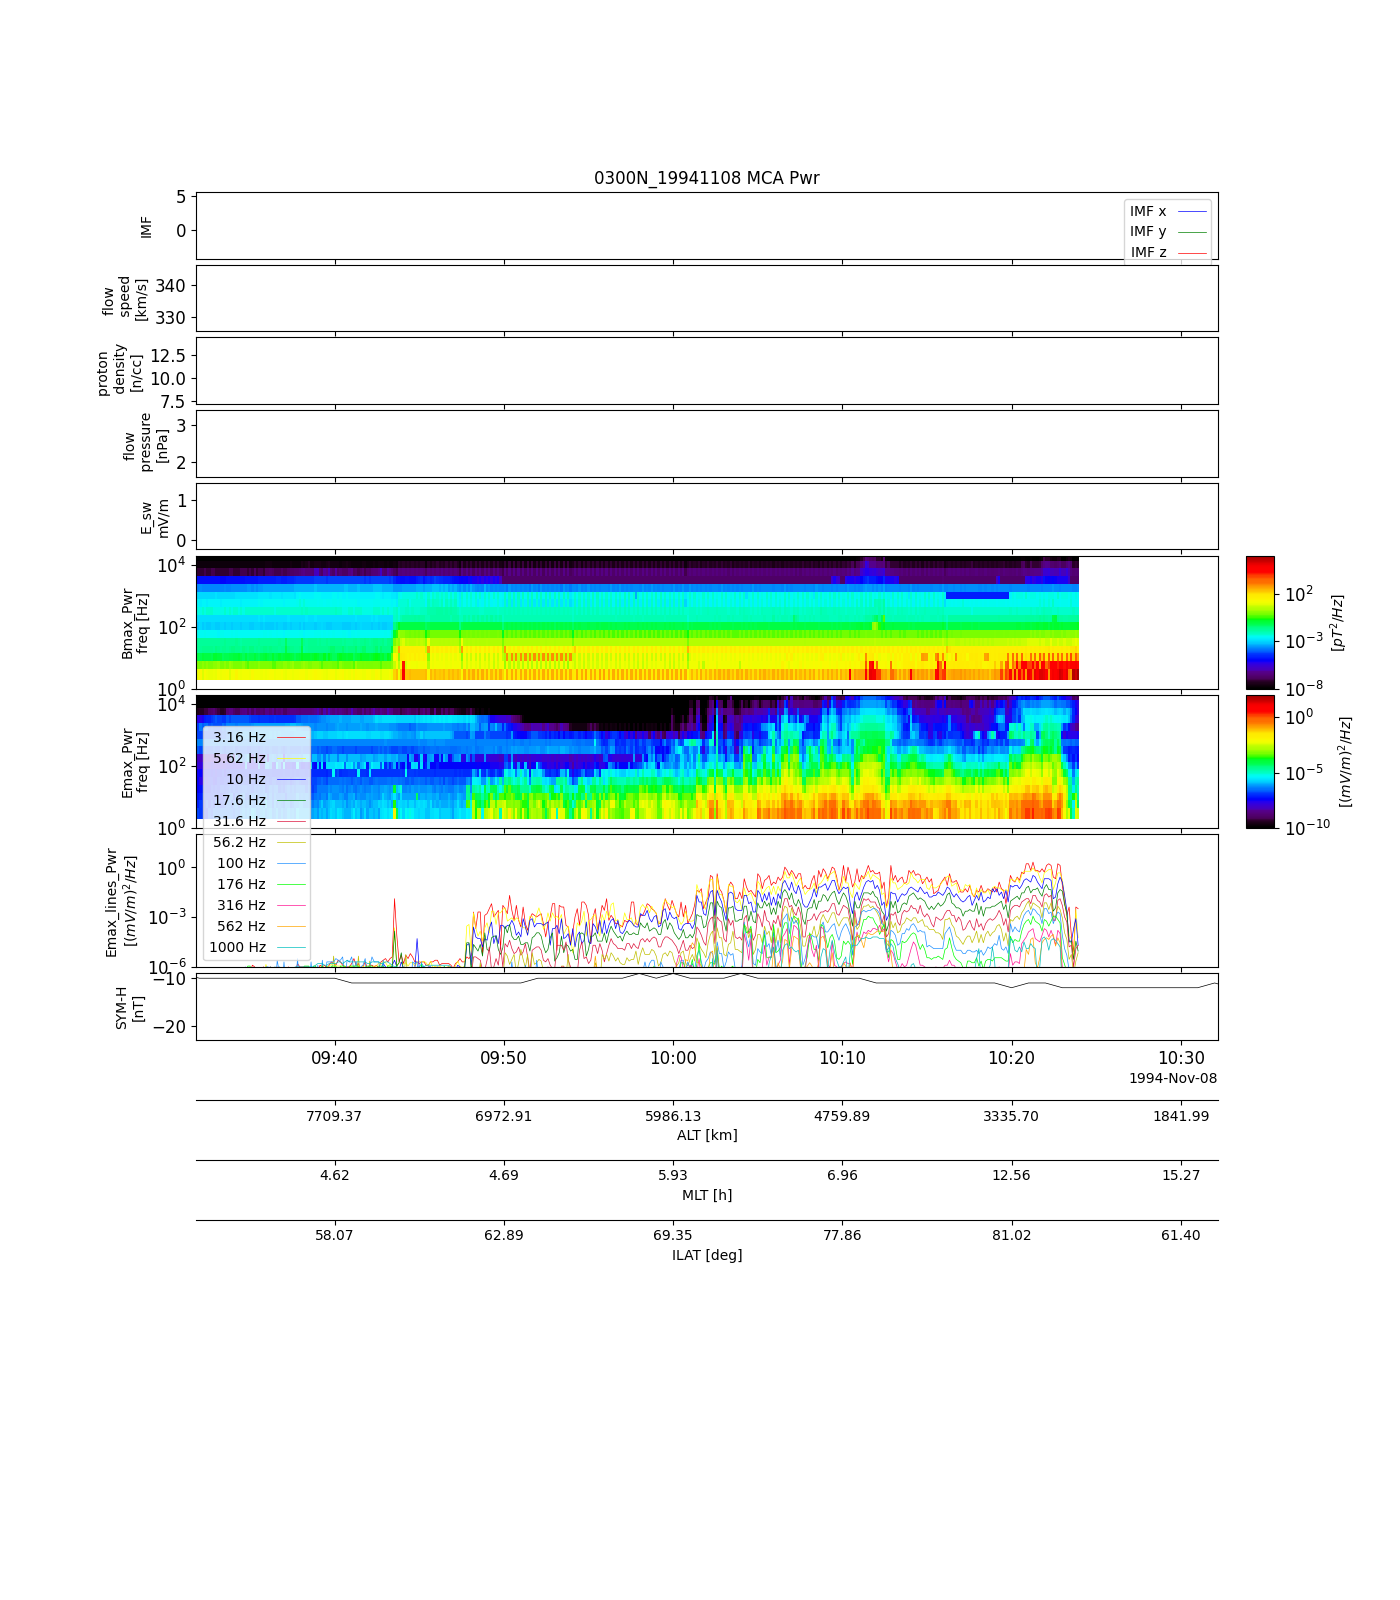 0300N_19941108 MCA Pwr
IMF
5
0
IMF x
IMF y
IMF z
flow
speed
[km/s]
340
330
proton
density
[n/cc]
12.5
10.0
7.5
flow
pressure
[nPa]
3
2
E_sw
mV/m
1
0
Bmax_Pwr
freq [Hz]
10^4
10^2
10^0
10^2
10^-3
10^-8
[pT^2/Hz]
Emax_Pwr
freq [Hz]
10^4
10^2
10^0
10^0
10^-5
10^-10
[(mV/m)^2/Hz]
3.16 Hz
5.62 Hz
10 Hz
17.6 Hz
31.6 Hz
56.2 Hz
100 Hz
176 Hz
316 Hz
562 Hz
1000 Hz
Emax_lines_Pwr
[(mV/m)^2/Hz]
10^0
10^-3
10^-6
SYM-H
[nT]
−10
−20
09:40 09:50 10:00 10:10 10:20 10:30
1994-Nov-08
7709.37 6972.91 5986.13 4759.89 3335.70 1841.99
ALT [km]
4.62 4.69 5.93 6.96 12.56 15.27
MLT [h]
58.07 62.89 69.35 77.86 81.02 61.40
ILAT [deg]